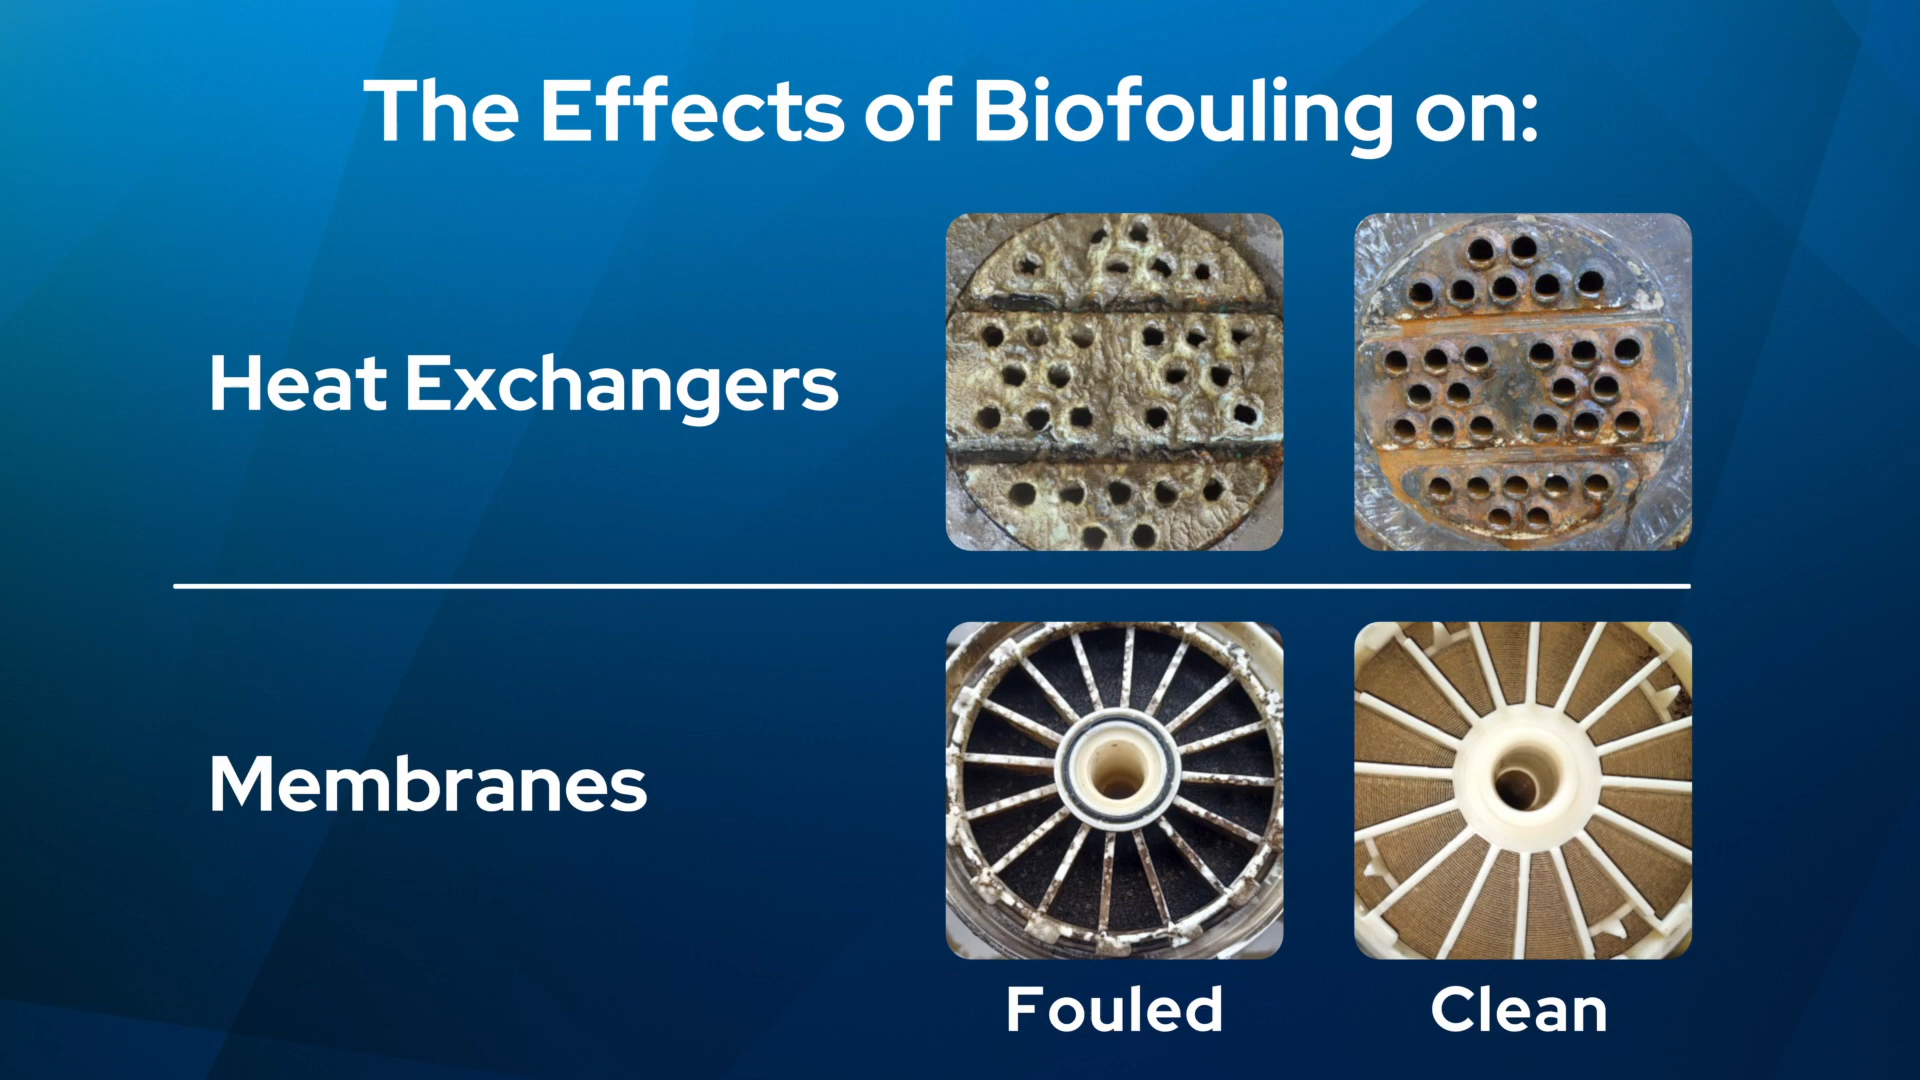 The Effects of Biofouling on:
Heat Exchangers
Membranes
Fouled
Clean